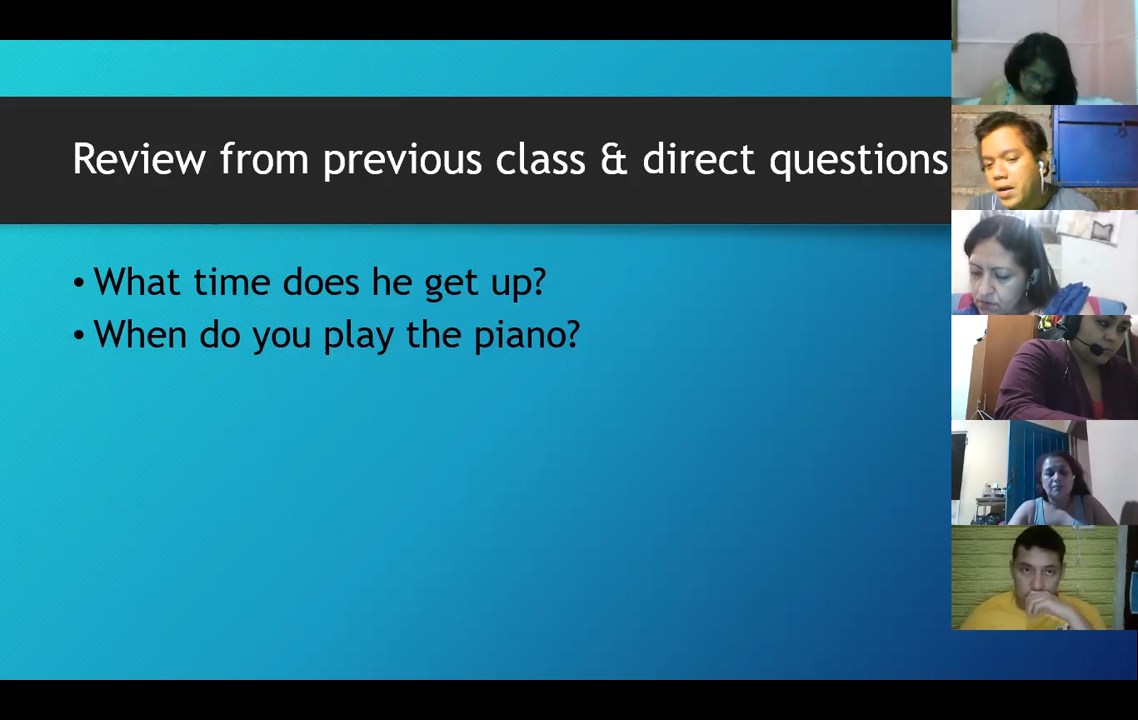 Review from previous class & direct questions
• What time does he get up?
• When do you play the piano?